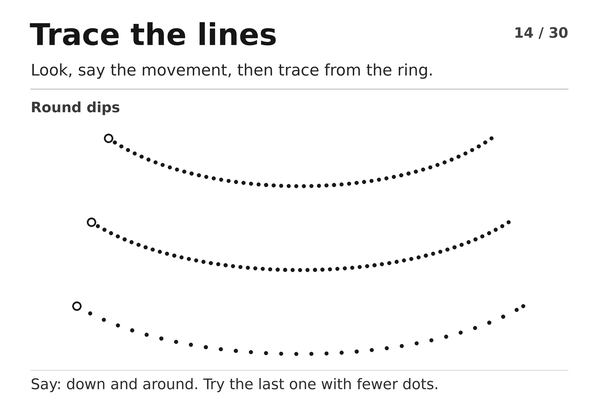 Trace the lines
14 / 30
Look, say the movement, then trace from the ring.
Round dips
Say: down and around. Try the last one with fewer dots.